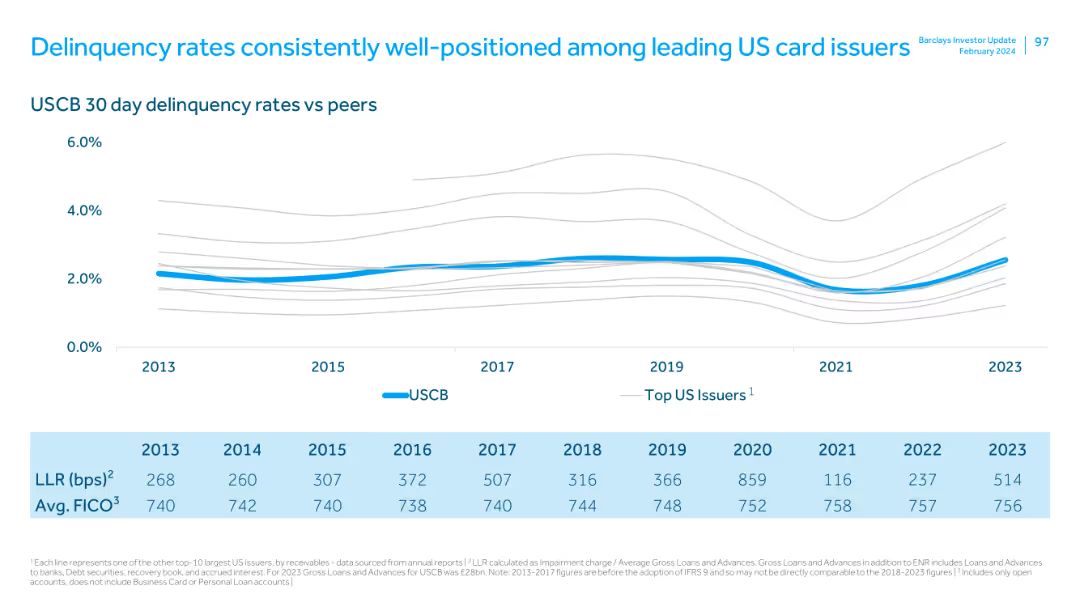 Delinquency rates consistently well-positioned among leading US card issuers
Barclays Investor Update
February 2024
97
USCB 30 day delinquency rates vs peers
6.0%
4.0%
2.0%
0.0%
2013 2015 2017 2019 2021 2023
USCB Top US Issuers 1
2013 2014 2015 2016 2017 2018 2019 2020 2021 2022 2023
LLR (bps)2 268 260 307 372 507 316 366 859 116 237 514
Avg. FICO3 740 742 740 738 740 744 748 752 758 757 756
1 Each line represents one of the other top-10 largest US issuers, by receivables - data sourced from annual reports | 2 LLR calculated as Impairment charge / Average Gross Loans and Advances. Gross Loans and Advances in addition to ENR includes Loans and Advances
to banks, Debt securities, recovery book, and accrued interest. For 2023 Gross Loans and Advances for USCB was £28bn. Note: 2013-2017 figures are before the adoption of IFRS 9 and so may not be directly comparable to the 2018-2023 figures | 3 Includes only open
accounts, does not include Business Card or Personal Loan accounts |